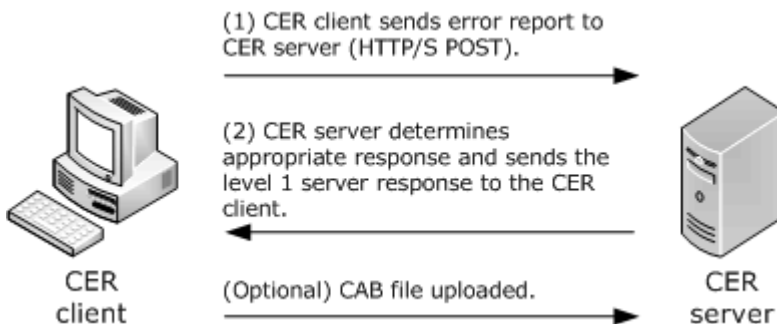 (1) CER client sends error report to
CER server (HTTP/S POST).
(2) CER server determines
appropriate response and sends the
level 1 server response to the CER
client.
CER
client
(Optional) CAB file uploaded.
CER
server